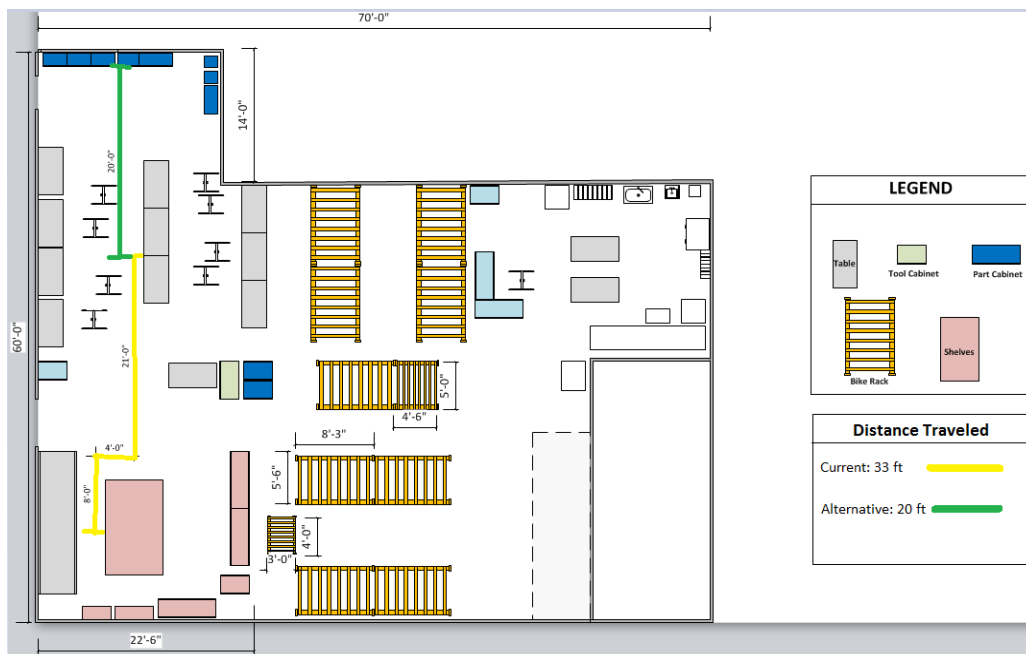 70'-0"
14'-0"
20'-0"
60'-0"
21'-0"
4'-0"
8'-0"
5'-0"
4'-6"
8'-3"
5'-6"
4'-0"
3'-0"
22'-6"
LEGEND
Table
Tool Cabinet
Part Cabinet
Bike Rack
Shelves
Distance Traveled
Current: 33 ft
Alternative: 20 ft